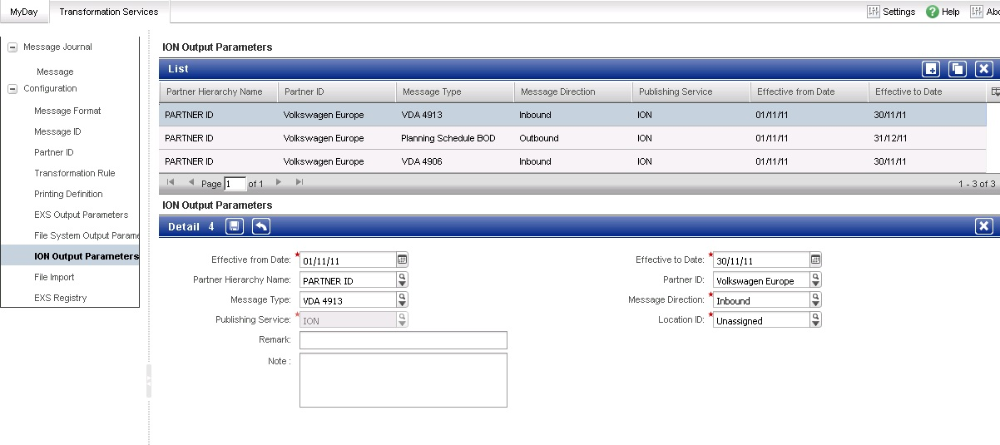 MyDay Transformation Services Settings Help Abo
Message Journal
Message
Configuration
Message Format
Message ID
Partner ID
Transformation Rule
Printing Definition
EXS Output Parameters
File System Output Parame
ION Output Parameters
File Import
EXS Registry
ION Output Parameters
List
Partner Hierarchy Name Partner ID Message Type Message Direction Publishing Service Effective from Date Effective to Date
PARTNER ID Volkswagen Europe VDA 4913 Inbound ION 01/11/11 30/11/11
PARTNER ID Volkswagen Europe Planning Schedule BOD Outbound ION 01/11/11 31/12/11
PARTNER ID Volkswagen Europe VDA 4906 Inbound ION 01/11/11 30/11/11
Page 1 of 1 1 - 3 of 3
ION Output Parameters
Detail 4
Effective from Date: * 01/11/11 Effective to Date: * 30/11/11
Partner Hierarchy Name: PARTNER ID Partner ID: Volkswagen Europe
Message Type: VDA 4913 Message Direction: * Inbound
Publishing Service: * ION Location ID: * Unassigned
Remark:
Note :